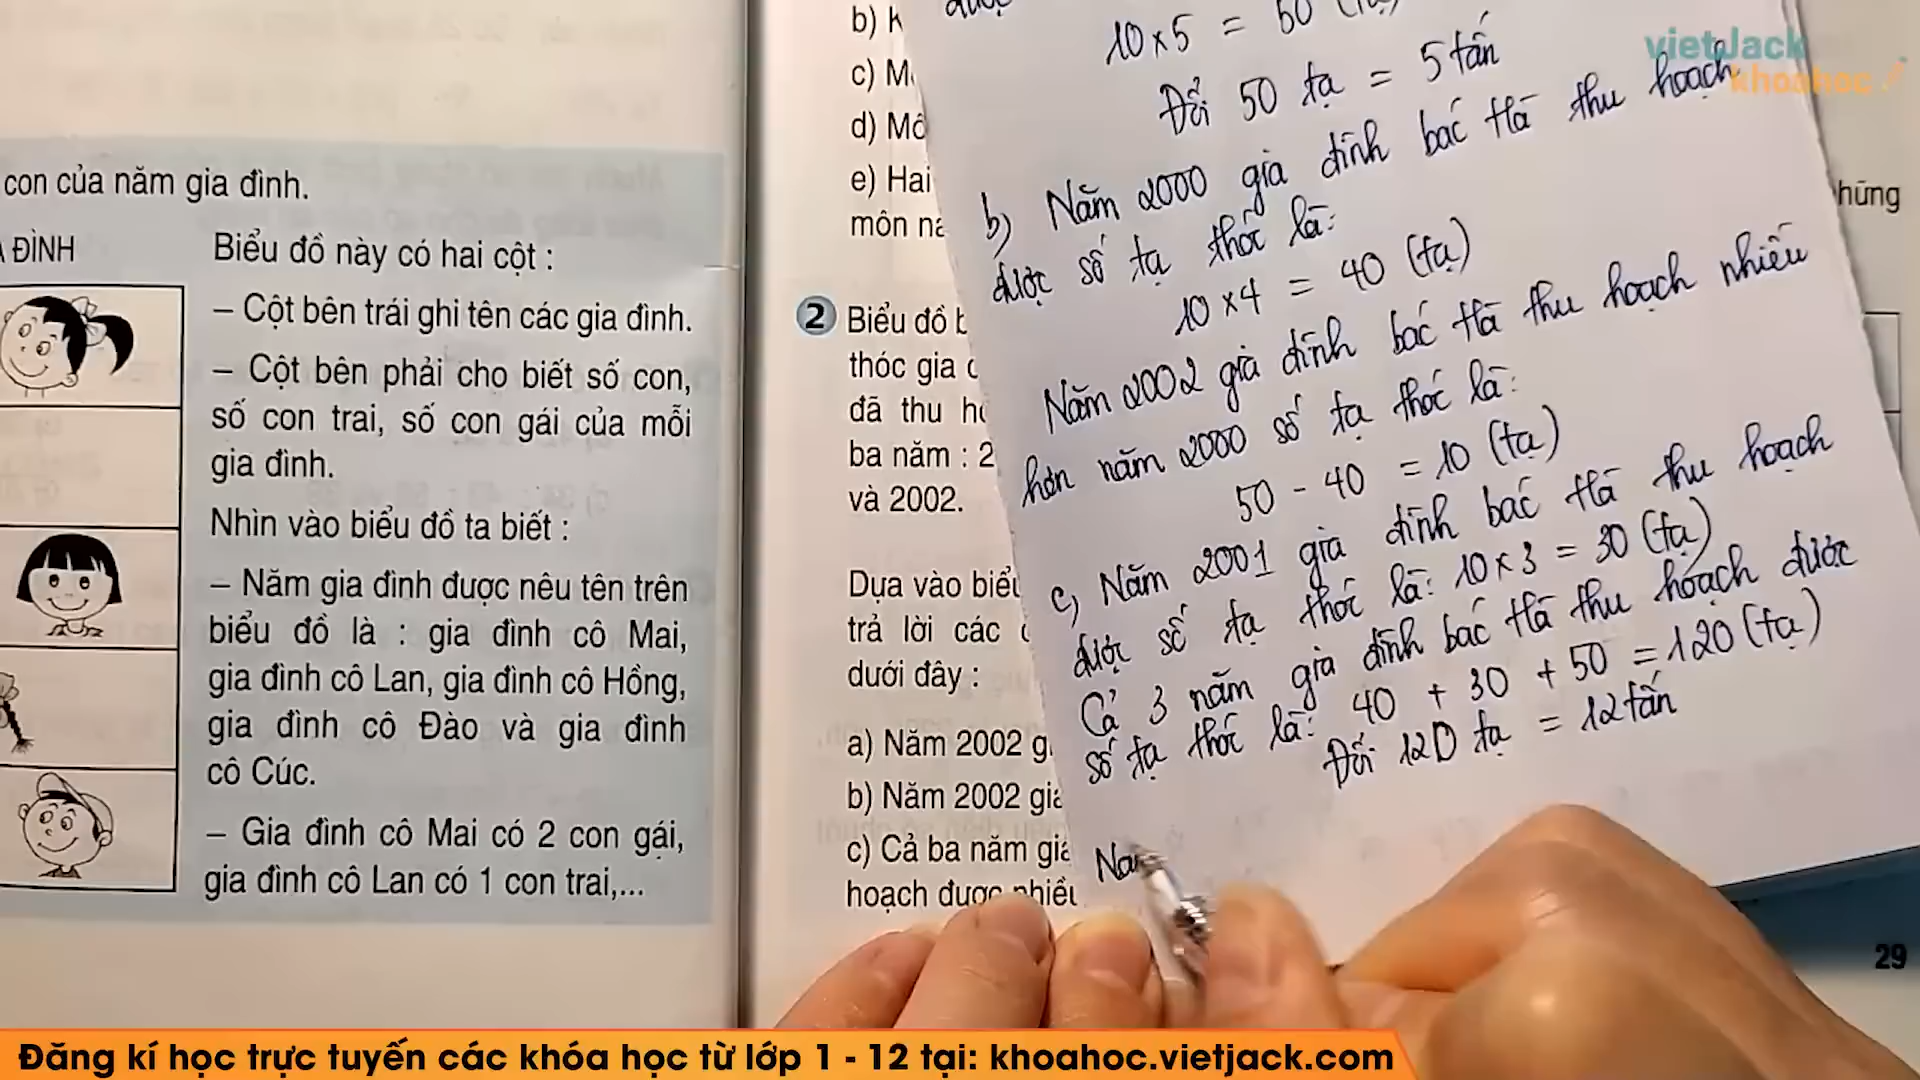 con của năm gia đình.
ĐÌNH
Biểu đồ này có hai cột :
– Cột bên trái ghi tên các gia đình.
– Cột bên phải cho biết số con,
số con trai, số con gái của mỗi
gia đình.
Nhìn vào biểu đồ ta biết :
– Năm gia đình được nêu tên trên
biểu đồ là : gia đình cô Mai,
gia đình cô Lan, gia đình cô Hồng,
gia đình cô Đào và gia đình
cô Cúc.
– Gia đình cô Mai có 2 con gái,
gia đình cô Lan có 1 con trai,...
b) K
c) M
d) Mô
e) Hai
môn
2 Biểu đồ b
thóc gia
đã thu h
ba năm : 2
và 2002.
Dựa vào biểu
trả lời các
dưới đây :
a) Năm 2002 g
b) Năm 2002 gia
c) Cả ba năm gia
hoạch được nhiều
10 x 5 = 50 (tạ)
Đổi 50 tạ = 5 tấn
b) Năm 2000 gia đình bác Hà thu hoạch
được số tạ thóc là:
10 x 4 = 40 (tạ)
Năm 2002 gia đình bác Hà thu hoạch nhiều
hơn năm 2000 số tạ thóc là:
50 - 40 = 10 (tạ)
c) Năm 2001 gia đình bác Hà thu hoạch
được số tạ thóc là: 10 x 3 = 30 (tạ)
Cả 3 năm gia đình bác Hà thu hoạch được
số tạ thóc là: 40 + 30 + 50 = 120 (tạ)
Đổi 120 tạ = 12 tấn
Năm
hững
29
vietJack
khoahoc
Đăng kí học trực tuyến các khóa học từ lớp 1 - 12 tại: khoahoc.vietjack.com